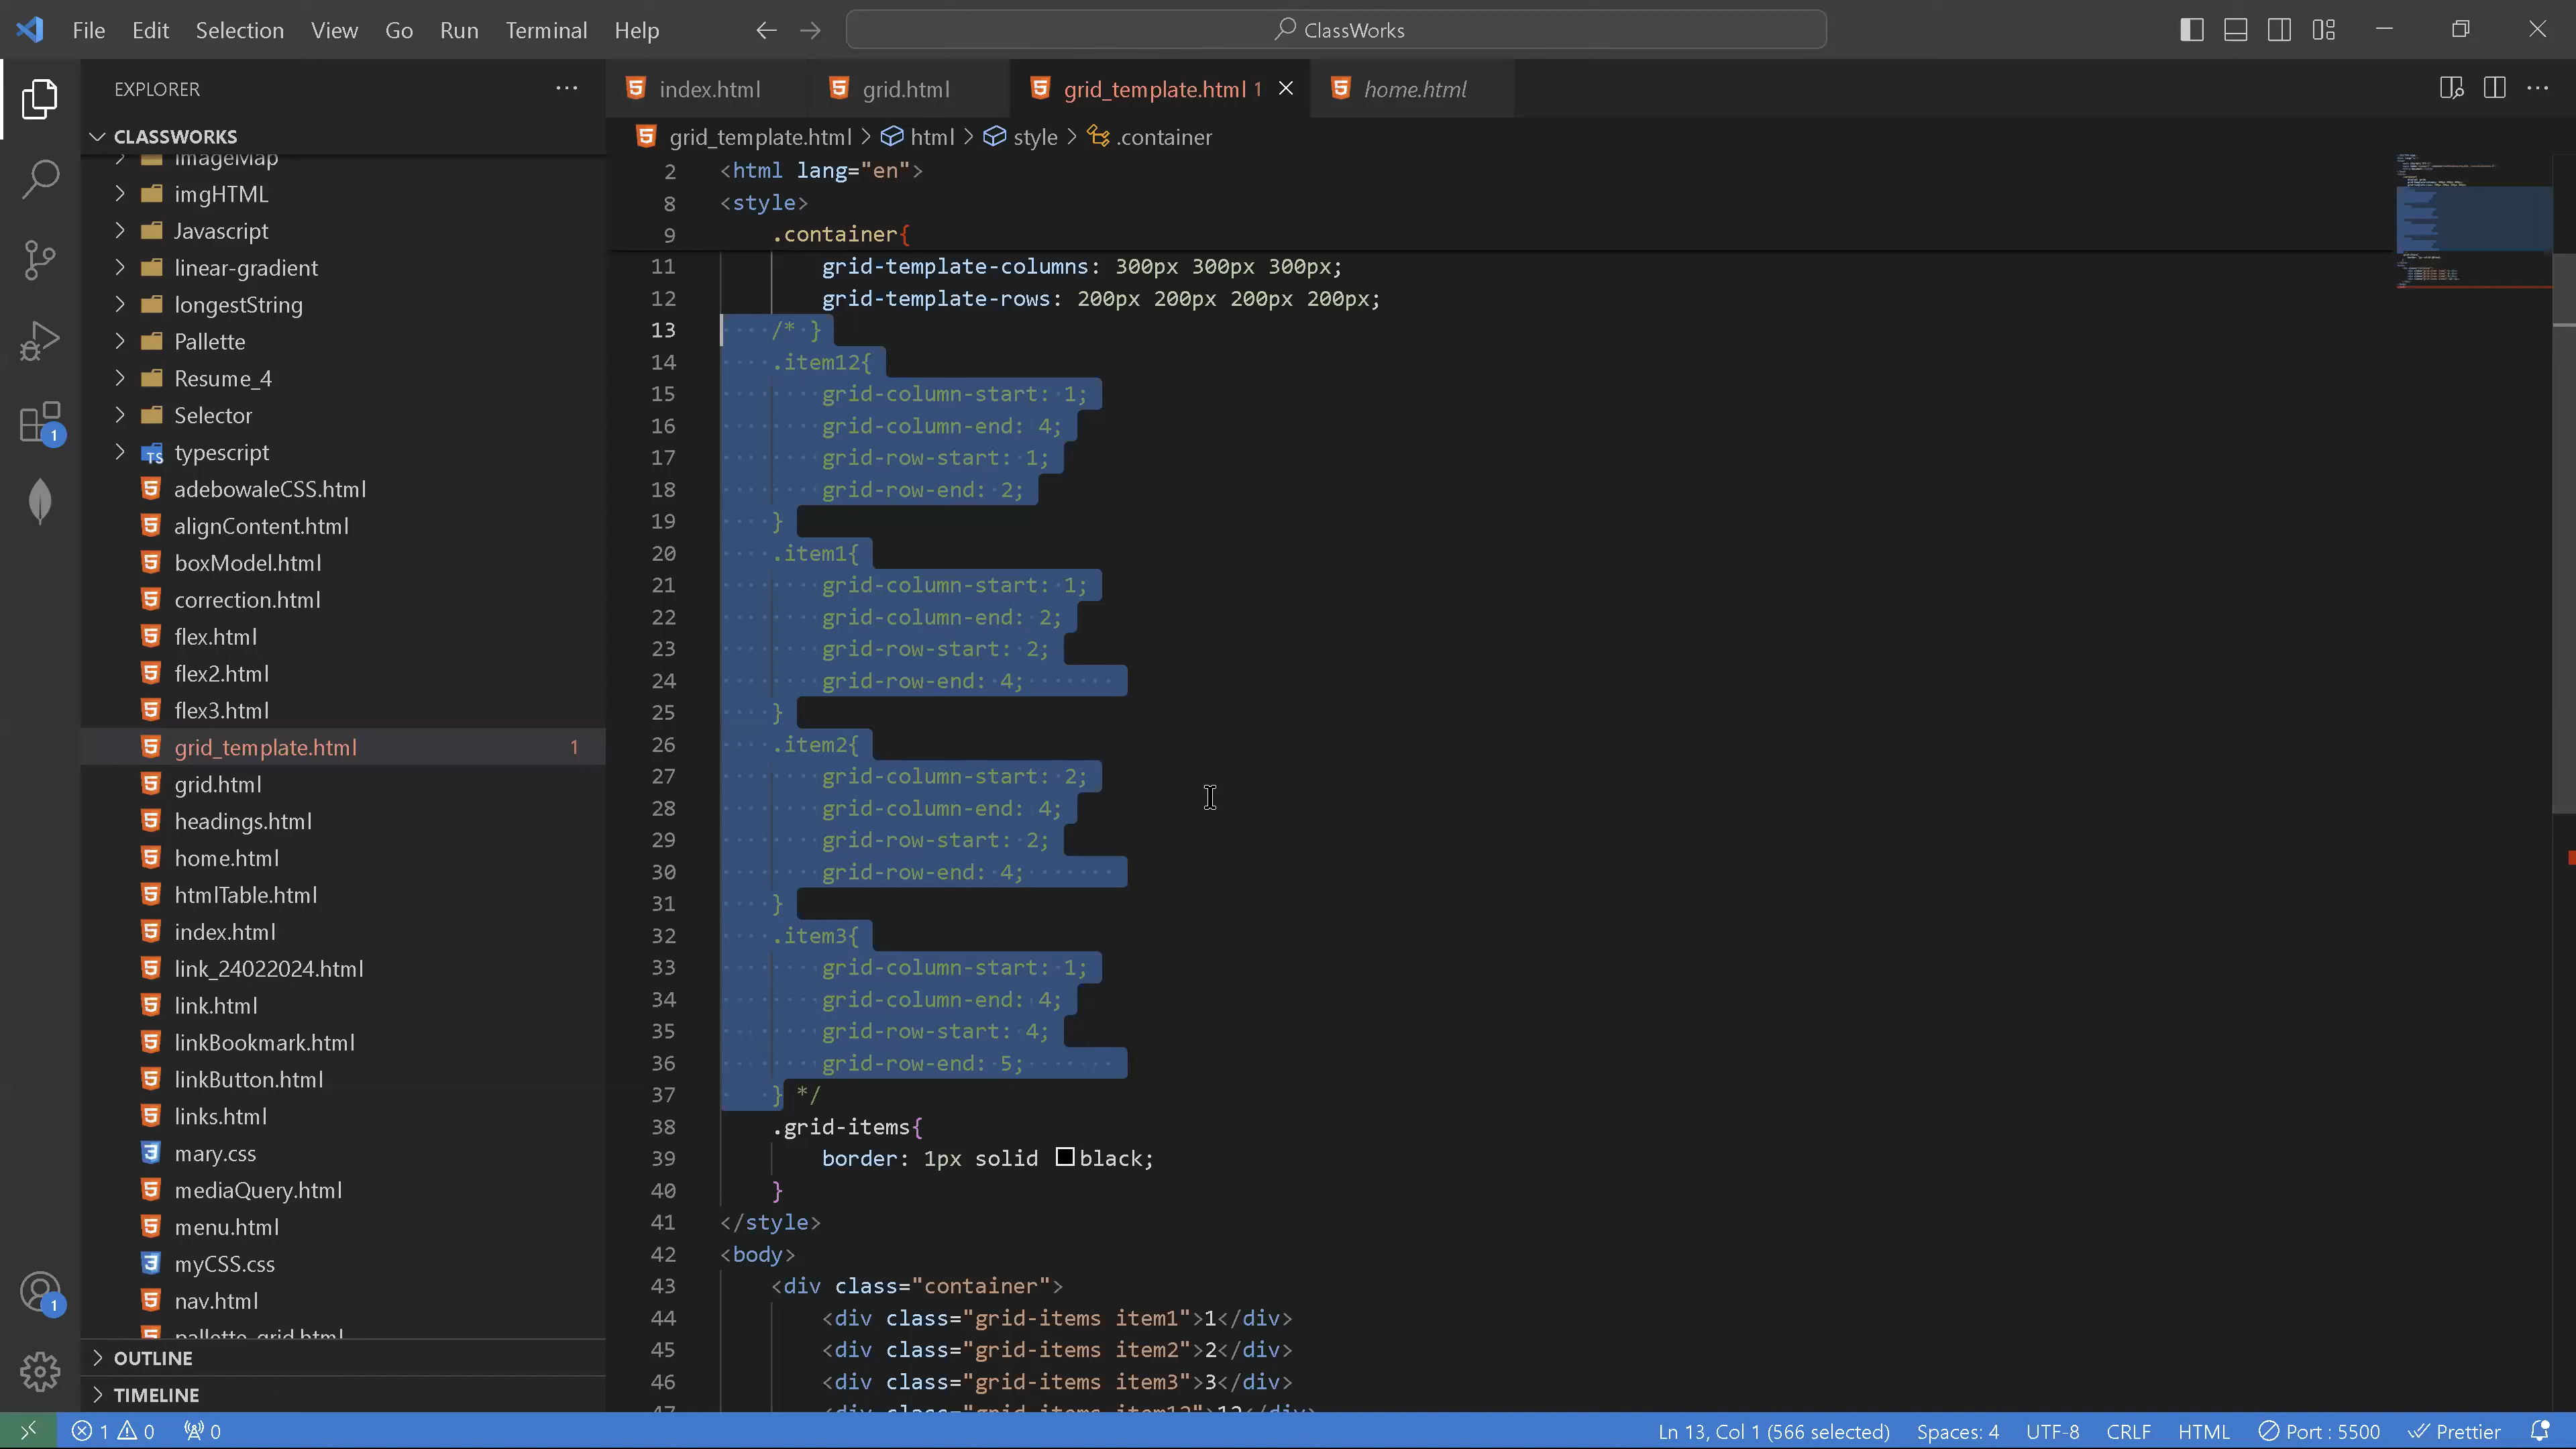 File Edit Selection View Go Run Terminal Help ClassWorks
EXPLORER
CLASSWORKS
imageMap
imgHTML
Javascript
linear-gradient
longestString
Pallette
Resume_4
Selector
typescript
adebowaleCSS.html
alignContent.html
boxModel.html
correction.html
flex.html
flex2.html
flex3.html
grid_template.html 1
grid.html
headings.html
home.html
htmlTable.html
index.html
link_24022024.html
link.html
linkBookmark.html
linkButton.html
links.html
mary.css
mediaQuery.html
menu.html
myCSS.css
nav.html
pallette_grid.html
OUTLINE
TIMELINE
index.html grid.html grid_template.html 1 home.html
grid_template.html > html > style > .container
2 <html lang="en">
8 <style>
9 .container{
11 grid-template-columns: 300px 300px 300px;
12 grid-template-rows: 200px 200px 200px 200px;
13 /* }
14 .item12{
15 grid-column-start: 1;
16 grid-column-end: 4;
17 grid-row-start: 1;
18 grid-row-end: 2;
19 }
20 .item1{
21 grid-column-start: 1;
22 grid-column-end: 2;
23 grid-row-start: 2;
24 grid-row-end: 4;
25 }
26 .item2{
27 grid-column-start: 2;
28 grid-column-end: 4;
29 grid-row-start: 2;
30 grid-row-end: 4;
31 }
32 .item3{
33 grid-column-start: 1;
34 grid-column-end: 4;
35 grid-row-start: 4;
36 grid-row-end: 5;
37 } */
38 .grid-items{
39 border: 1px solid black;
40 }
41 </style>
42 <body>
43 <div class="container">
44 <div class="grid-items item1">1</div>
45 <div class="grid-items item2">2</div>
46 <div class="grid-items item3">3</div>
47 <div class="grid-items item12">12</div>
1 0 0 Ln 13, Col 1 (566 selected) Spaces: 4 UTF-8 CRLF HTML Port : 5500 Prettier